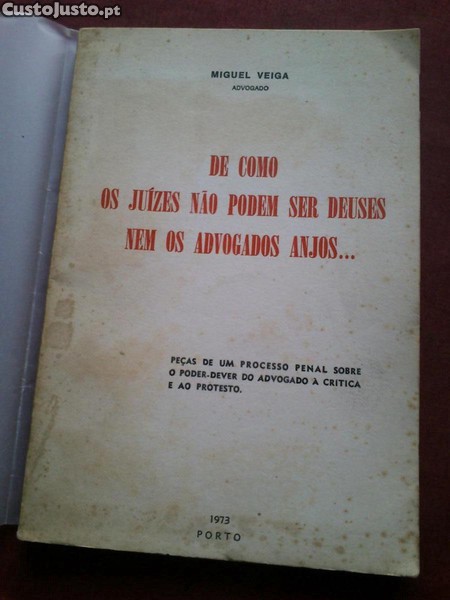 CustoJusto.pt
MIGUEL VEIGA
ADVOGADO
DE COMO
OS JUÍZES NÃO PODEM SER DEUSES
NEM OS ADVOGADOS ANJOS...
PEÇAS DE UM PROCESSO PENAL SOBRE
O PODER-DEVER DO ADVOGADO À CRITICA
E AO PROTESTO.
1973
PORTO